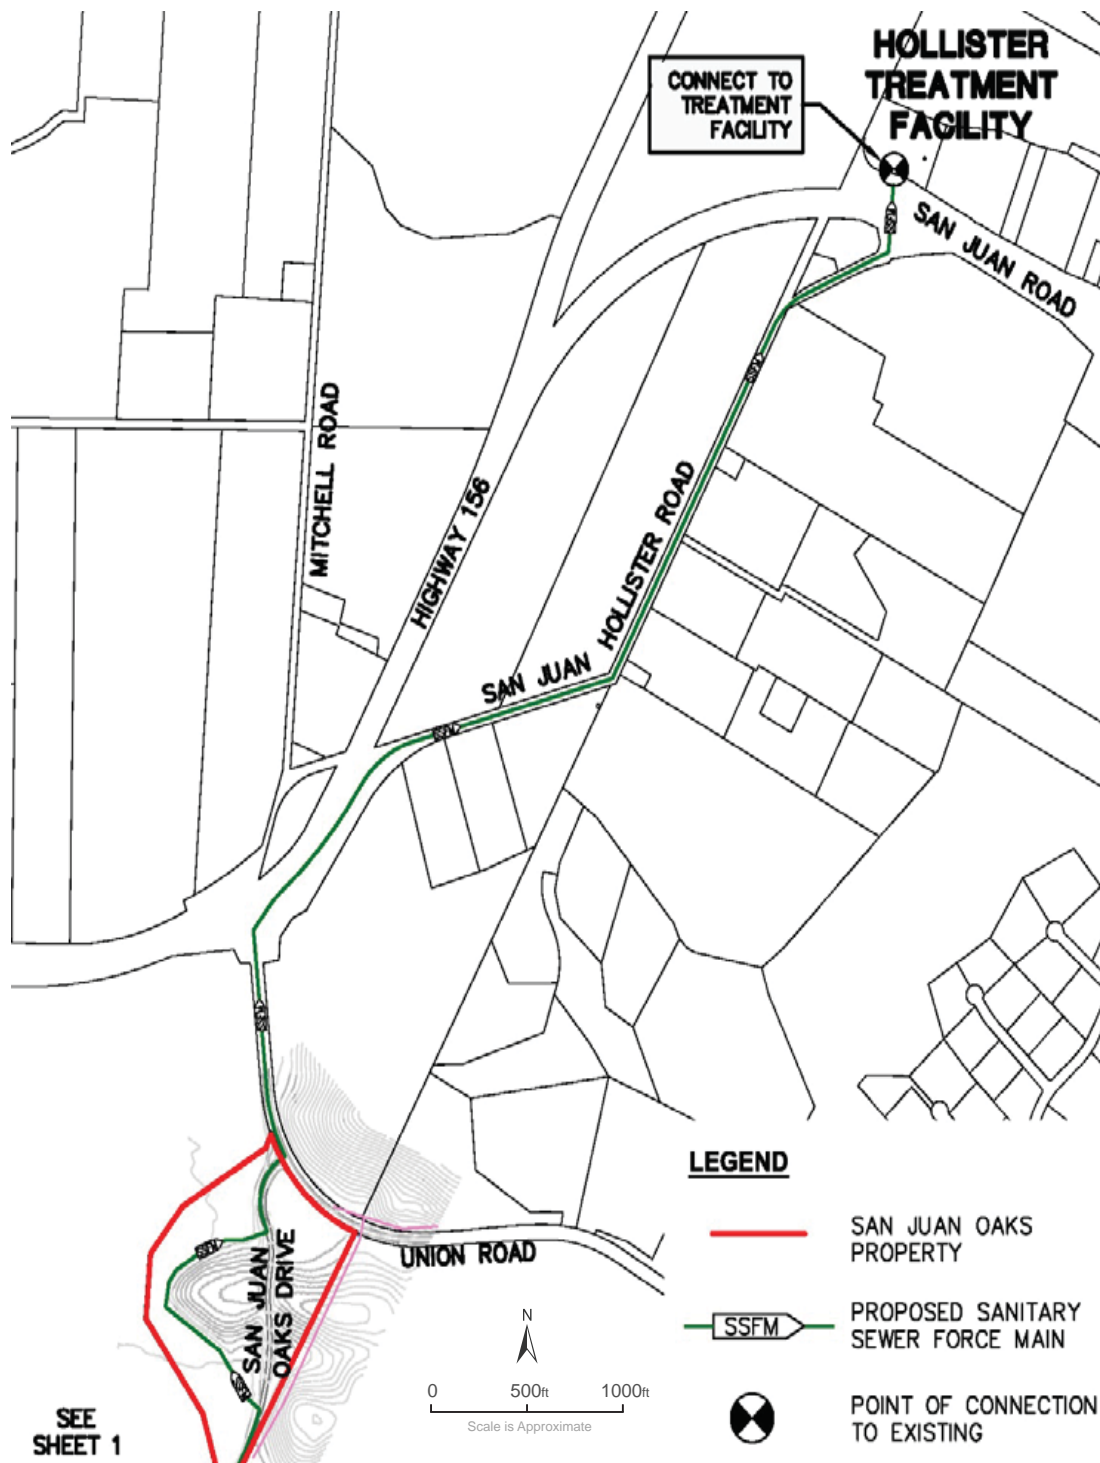 HOLLISTER
TREATMENT
FACILITY
CONNECT TO
TREATMENT
FACILITY
SSFM
SAN JUAN ROAD
SSFM
MITCHELL ROAD
HIGHWAY 156
HOLLISTER ROAD
SAN JUAN
SSFM
SSFM
LEGEND
SAN JUAN OAKS
PROPERTY
SSFM
PROPOSED SANITARY
SEWER FORCE MAIN
POINT OF CONNECTION
TO EXISTING
UNION ROAD
SSFM
SAN JUAN
OAKS DRIVE
SSFM
N
0 500ft 1000ft
Scale is Approximate
SEE
SHEET 1